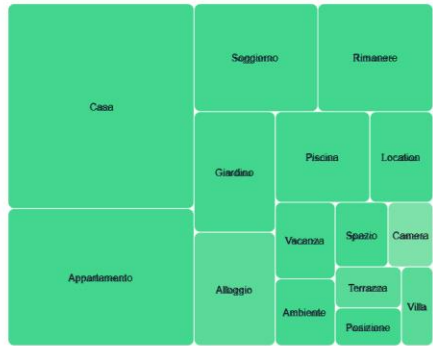 Casa
Soggiorno
Rimanere
Giardino
Piscina
Location
Appartamento
Alloggio
Vacanza
Spazio
Camera
Ambiente
Terrazza
Posizione
Villa